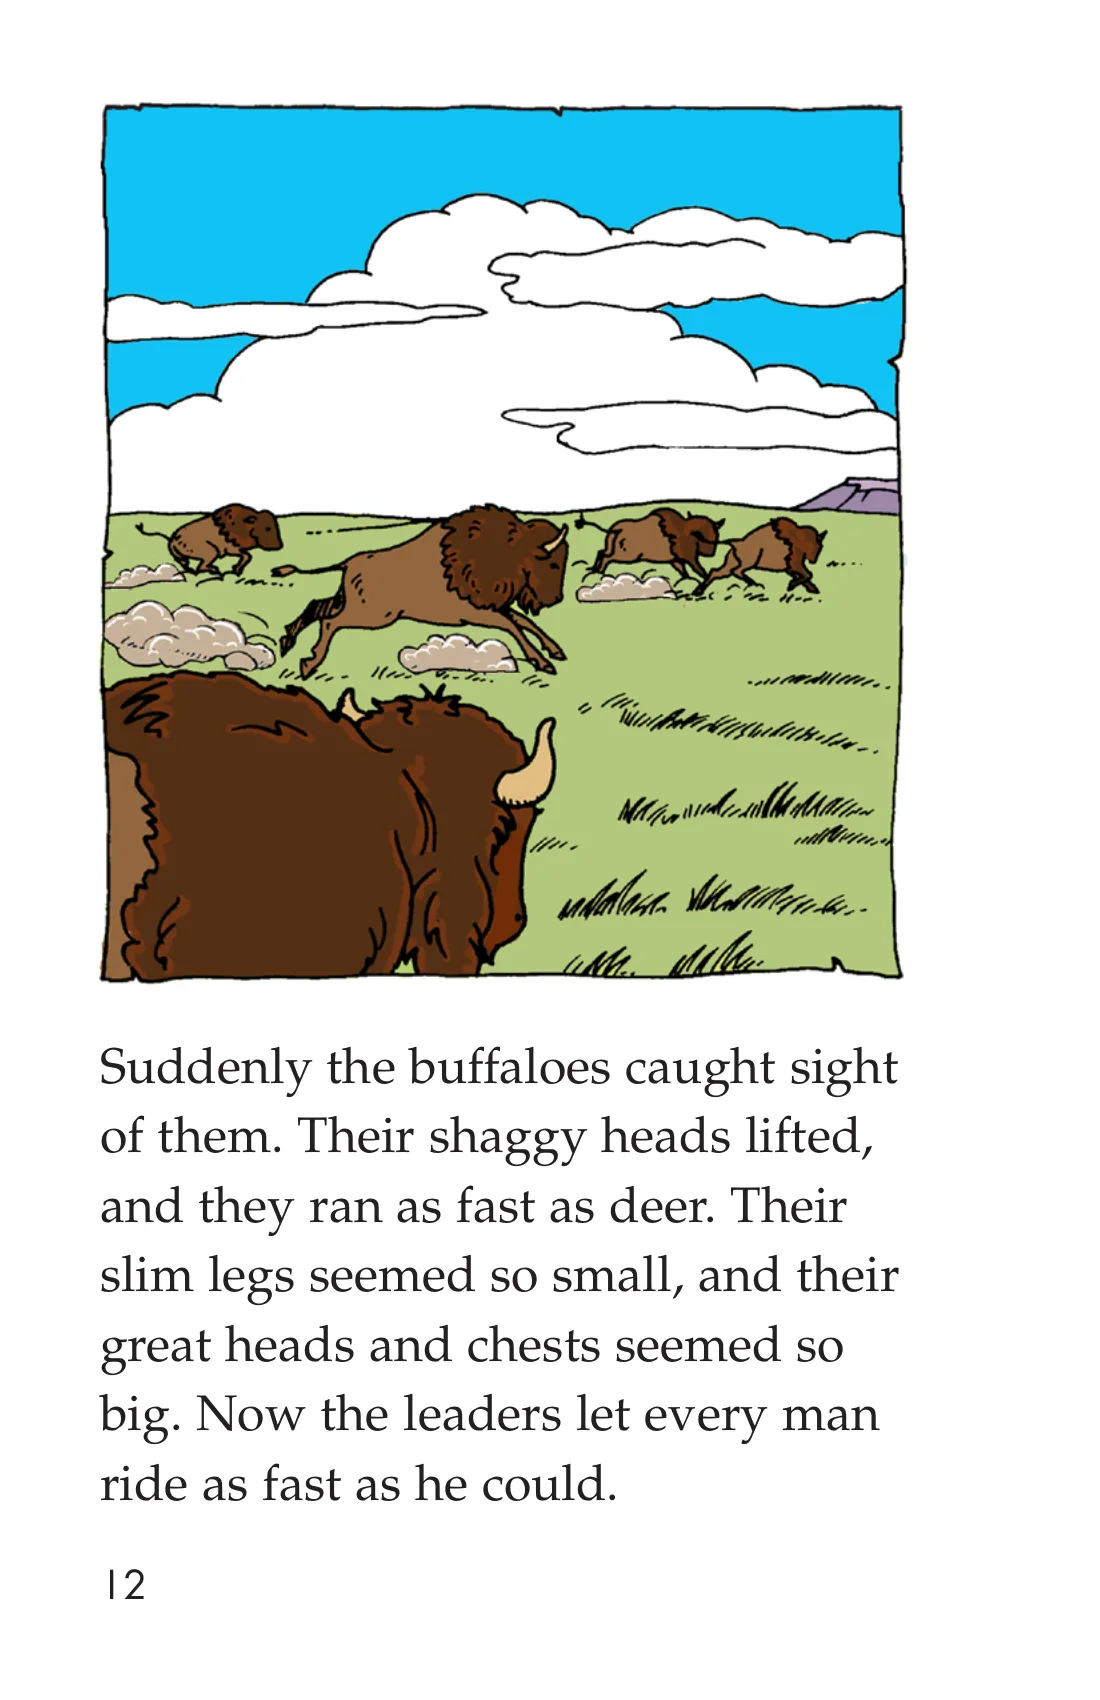 Suddenly the buffaloes caught sight
of them. Their shaggy heads lifted,
and they ran as fast as deer. Their
slim legs seemed so small, and their
great heads and chests seemed so
big. Now the leaders let every man
ride as fast as he could.
12